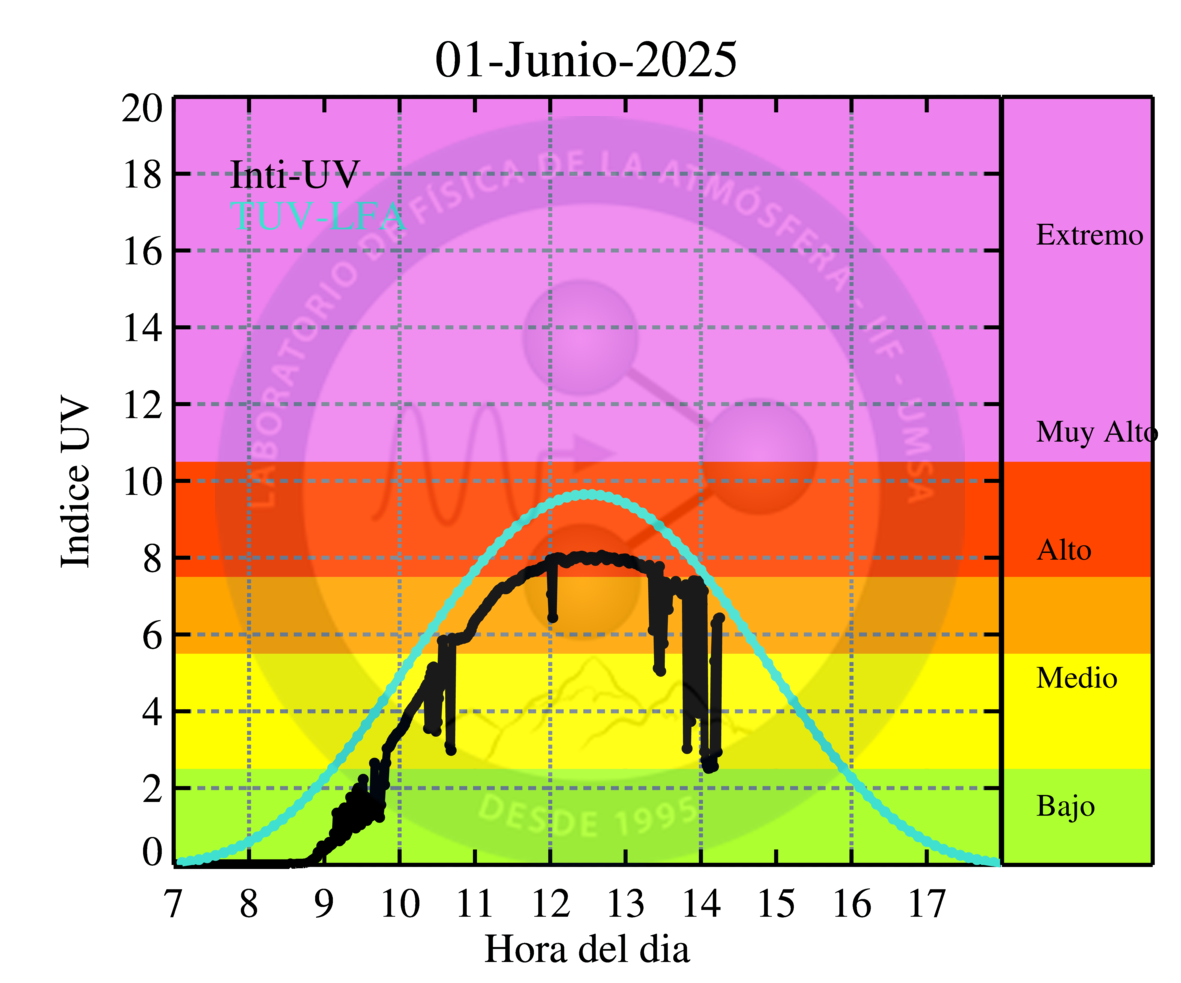 01-Junio-2025
Inti-UV
TUV-LFA
LABORATORIO DE FÍSICA DE LA ATMÓSFERA - IIF - UMSA
DESDE 1995
Indice UV
20
18
16
14
12
10
8
6
4
2
0
Extremo
Muy Alto
Alto
Medio
Bajo
7 8 9 10 11 12 13 14 15 16 17
Hora del dia